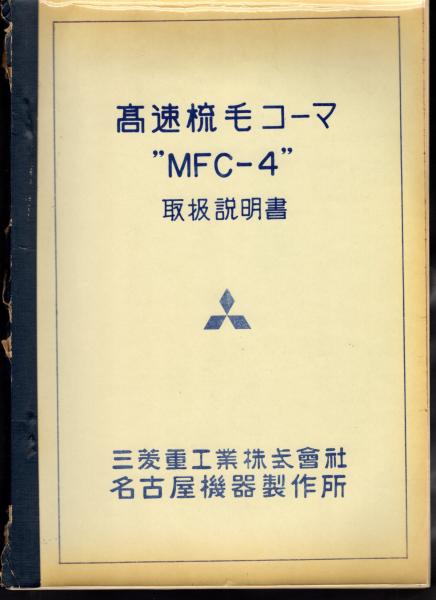 髙速梳毛コーマ
"MFC-4"
取扱説明書
三菱重工業株式會社
名古屋機器製作所